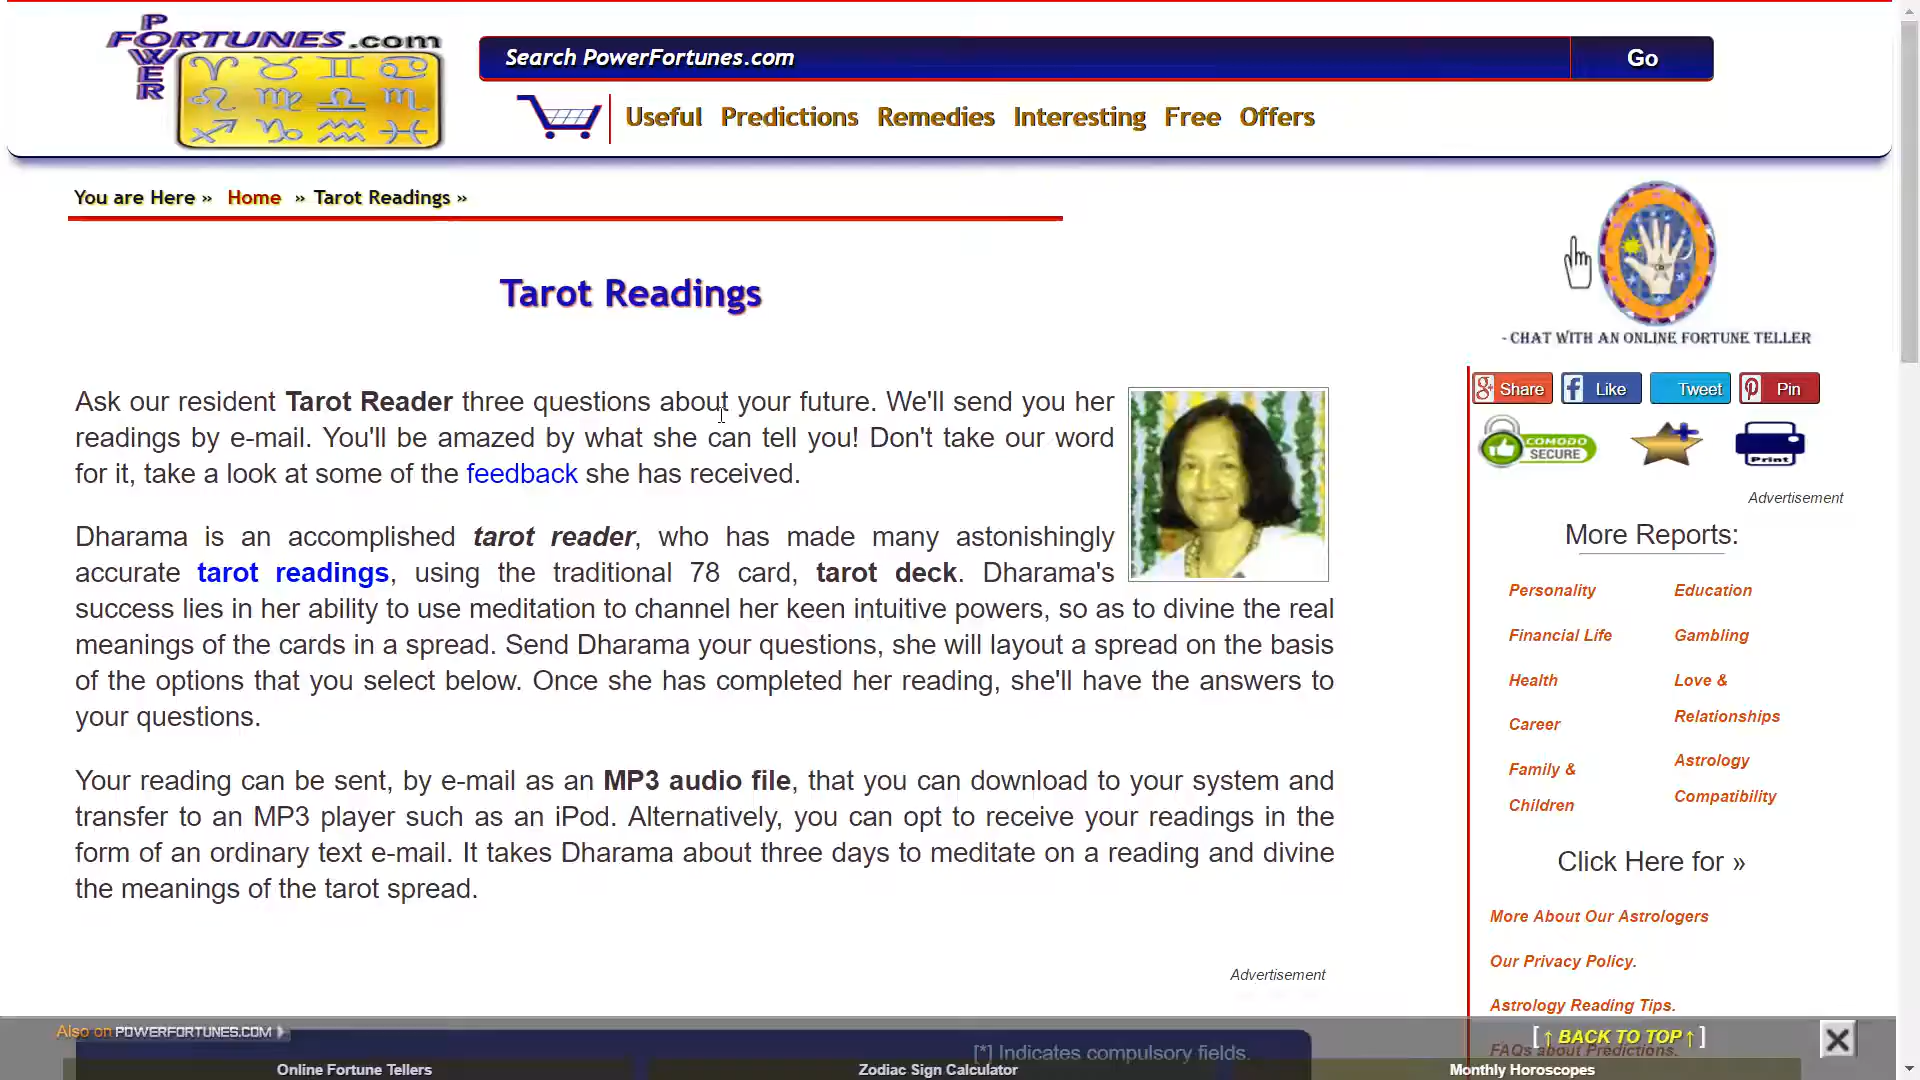 POWER
FORTUNES.com
Search PowerFortunes.com
Go
Useful Predictions Remedies Interesting Free Offers
You are Here » Home » Tarot Readings »
- CHAT WITH AN ONLINE FORTUNE TELLER
Tarot Readings
Ask our resident Tarot Reader three questions about your future. We'll send you her
readings by e-mail. You'll be amazed by what she can tell you! Don't take our word
for it, take a look at some of the feedback she has received.
Dharama is an accomplished tarot reader, who has made many astonishingly
accurate tarot readings, using the traditional 78 card, tarot deck. Dharama's
success lies in her ability to use meditation to channel her keen intuitive powers, so as to divine the real
meanings of the cards in a spread. Send Dharama your questions, she will layout a spread on the basis
of the options that you select below. Once she has completed her reading, she'll have the answers to
your questions.
Your reading can be sent, by e-mail as an MP3 audio file, that you can download to your system and
transfer to an MP3 player such as an iPod. Alternatively, you can opt to receive your readings in the
form of an ordinary text e-mail. It takes Dharama about three days to meditate on a reading and divine
the meanings of the tarot spread.
Advertisement
Share Like Tweet Pin
COMODO
SECURE
Print
Advertisement
More Reports:
Personality
Financial Life
Health
Career
Family &
Children
Education
Gambling
Love &
Relationships
Astrology
Compatibility
Click Here for »
More About Our Astrologers
Our Privacy Policy.
Astrology Reading Tips.
FAQs about Predictions.
Also on POWERFORTUNES.COM
[*] Indicates compulsory fields.
[ ↑ BACK TO TOP ↑ ]
Online Fortune Tellers
Zodiac Sign Calculator
Monthly Horoscopes